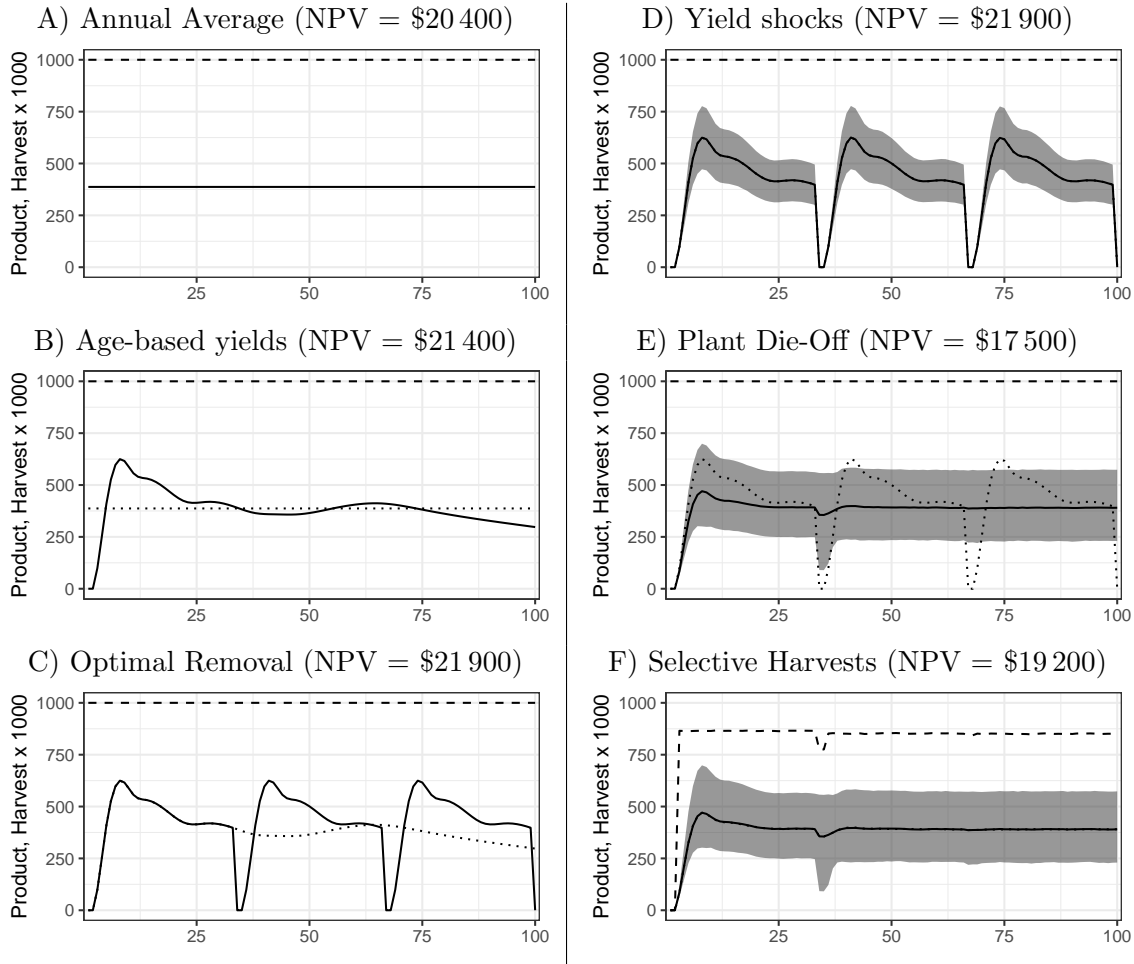 A) Annual Average (NPV = $20 400)
Product, Harvest x 1000
1000
750
500
250
0
25 50 75 100
B) Age-based yields (NPV = $21 400)
Product, Harvest x 1000
1000
750
500
250
0
25 50 75 100
C) Optimal Removal (NPV = $21 900)
Product, Harvest x 1000
1000
750
500
250
0
25 50 75 100
D) Yield shocks (NPV = $21 900)
Product, Harvest x 1000
1000
750
500
250
0
25 50 75 100
E) Plant Die-Off (NPV = $17 500)
Product, Harvest x 1000
1000
750
500
250
0
25 50 75 100
F) Selective Harvests (NPV = $19 200)
Product, Harvest x 1000
1000
750
500
250
0
25 50 75 100